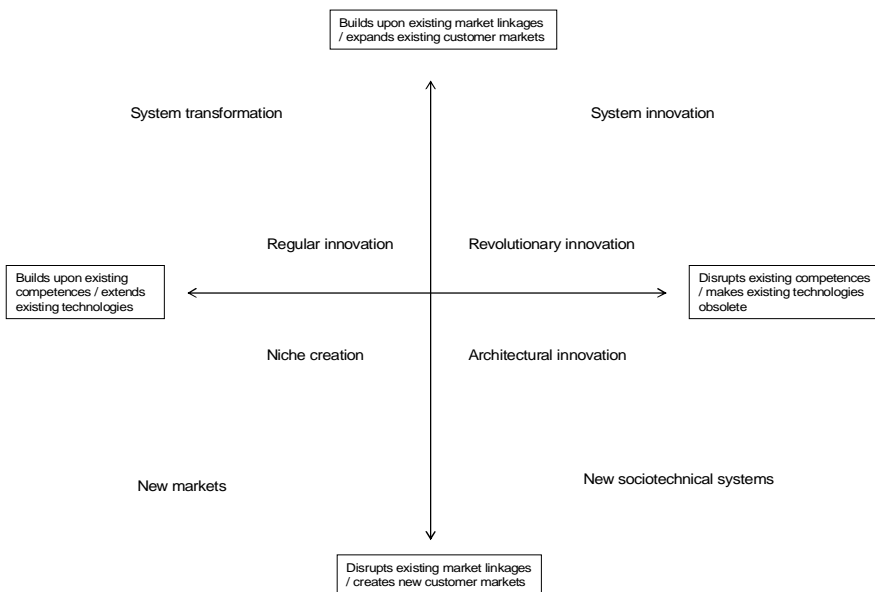 Builds upon existing market linkages
/ expands existing customer markets
System transformation
System innovation
Regular innovation
Revolutionary innovation
Builds upon existing
competences / extends
existing technologies
Disrupts existing competences
/ makes existing technologies
obsolete
Niche creation
Architectural innovation
New markets
New sociotechnical systems
Disrupts existing market linkages
/ creates new customer markets